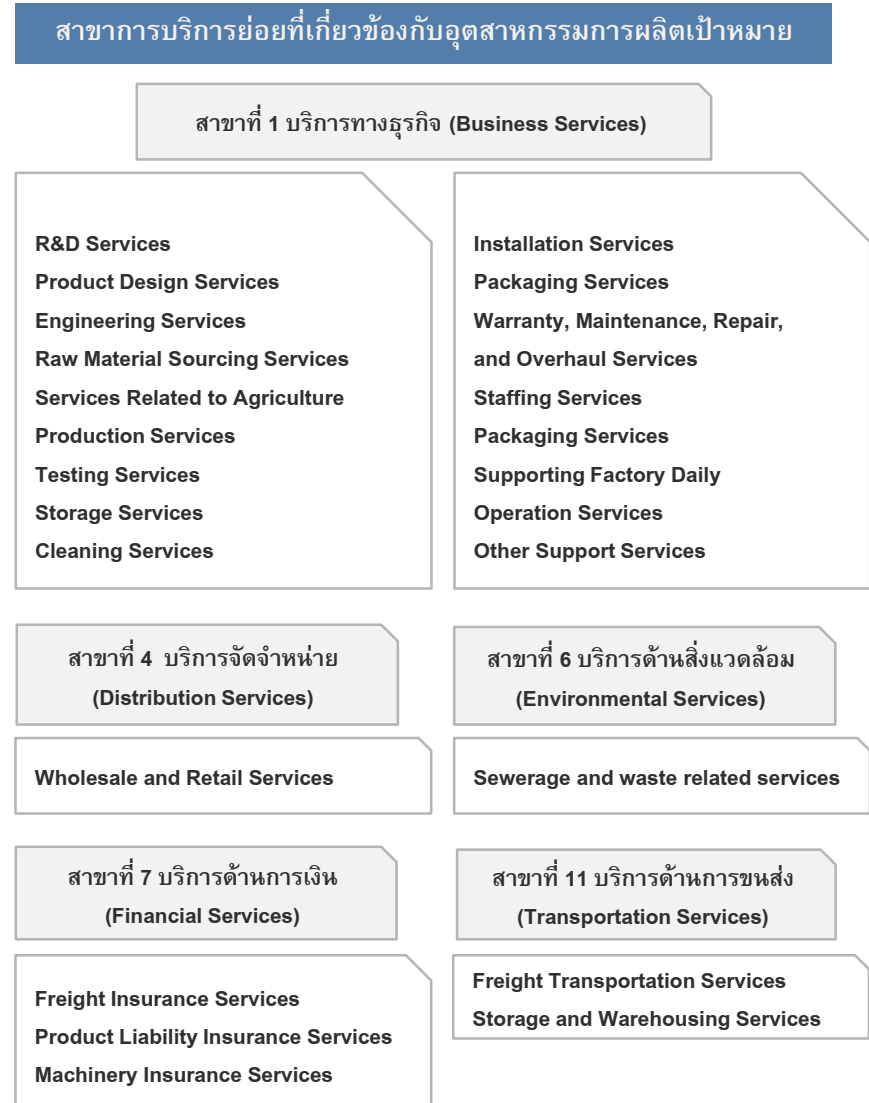 สาขาการบริการย่อยที่เกี่ยวข้องกับอุตสาหกรรมการผลิตเป้าหมาย
สาขาที่ 1 บริการทางธุรกิจ (Business Services)
R&D Services
Product Design Services
Engineering Services
Raw Material Sourcing Services
Services Related to Agriculture
Production Services
Testing Services
Storage Services
Cleaning Services
Installation Services
Packaging Services
Warranty, Maintenance, Repair,
and Overhaul Services
Staffing Services
Packaging Services
Supporting Factory Daily
Operation Services
Other Support Services
สาขาที่ 4 บริการจัดจำหน่าย
(Distribution Services)
Wholesale and Retail Services
สาขาที่ 6 บริการด้านสิ่งแวดล้อม
(Environmental Services)
Sewerage and waste related services
สาขาที่ 7 บริการด้านการเงิน
(Financial Services)
Freight Insurance Services
Product Liability Insurance Services
Machinery Insurance Services
สาขาที่ 11 บริการด้านการขนส่ง
(Transportation Services)
Freight Transportation Services
Storage and Warehousing Services